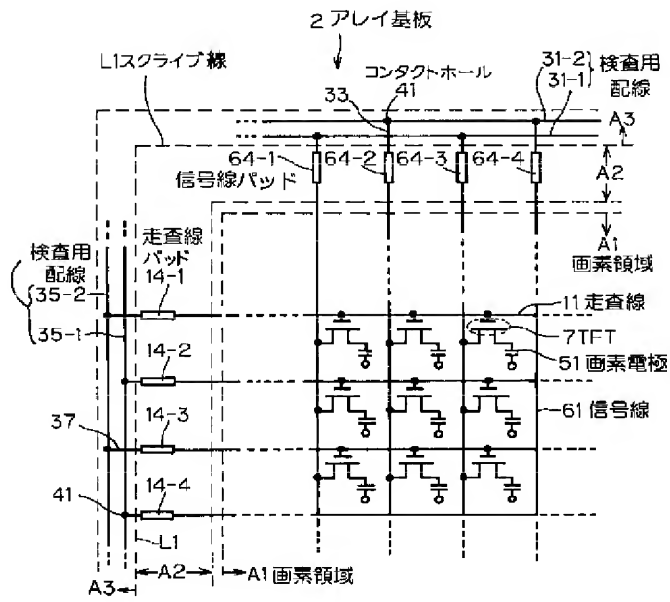 2 アレイ基板
L1スクライブ線
コンタクトホール
41
33
31-2
31-1
検査用
配線
A3
64-1
64-2
64-3
64-4
信号線パッド
A2
A1
画素領域
検査用
配線
35-2
35-1
走査線
パッド
14-1
11 走査線
7TFT
51 画素電極
14-2
61 信号線
37
14-3
41
14-4
L1
A3
A2
A1 画素領域